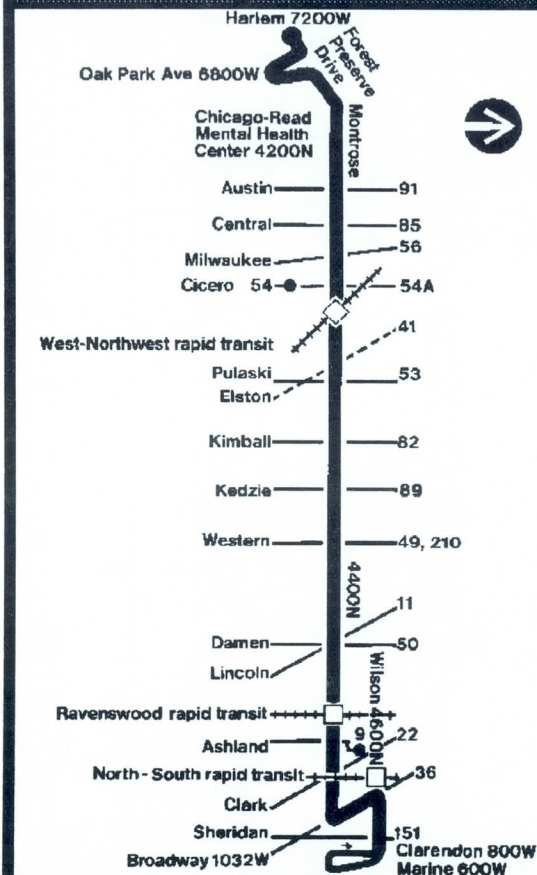 Harlem 7200W
Forest
Preserve
Drive
Oak Park Ave 6800W
Chicago-Read
Mental Health
Center 4200N
Montrose
Austin 91
Central 85
Milwaukee 56
Cicero 54 54A
West-Northwest rapid transit
41
Pulaski 53
Elston
Kimball 82
Kedzie 89
Western 49, 210
4400N
11
Damen 50
Lincoln
Wilson 4600N
Ravenswood rapid transit
Ashland 9 22
North-South rapid transit 36
Clark
Sheridan 151
Broadway 1032W
Clarendon 800W
Marine 600W